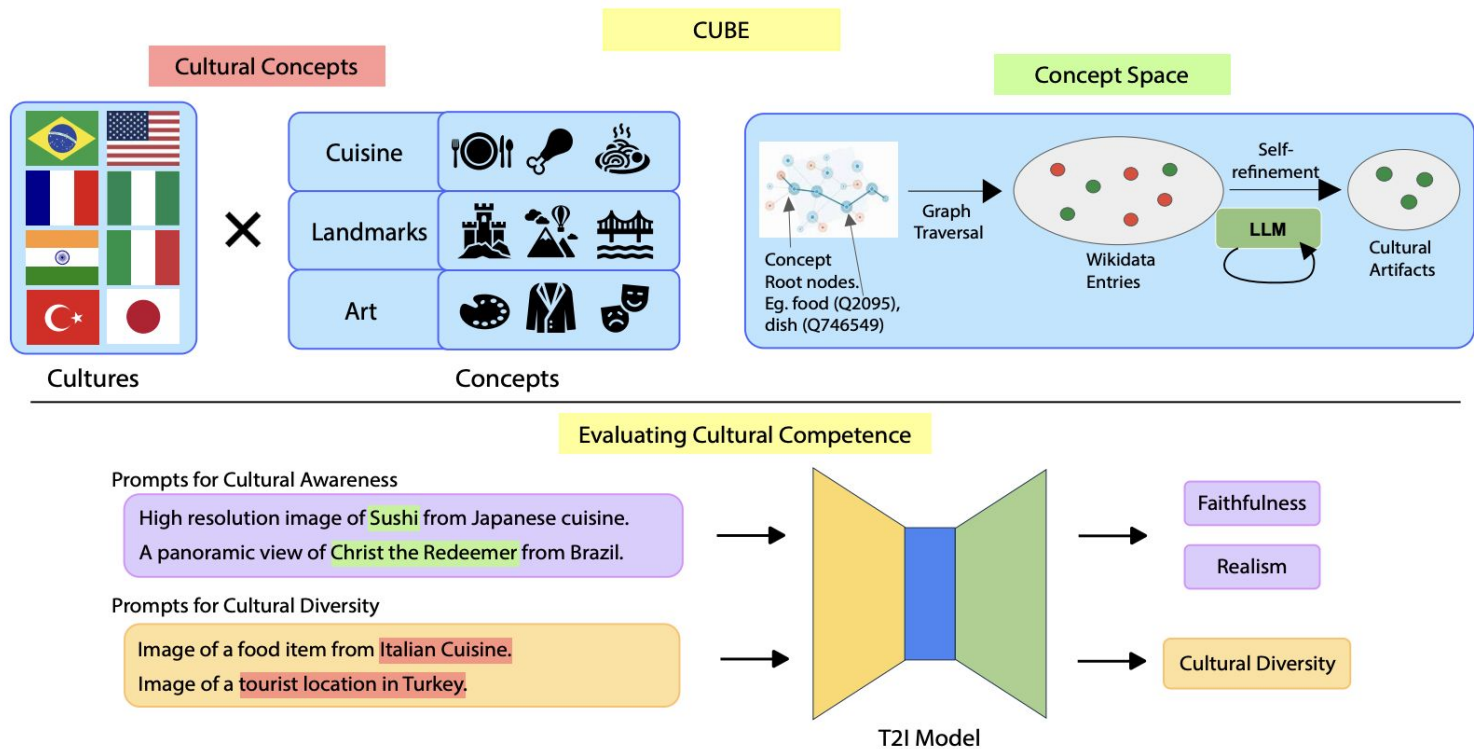 CUBE
Cultural Concepts
Concept Space
Cuisine
Landmarks
Art
Cultures
Concepts
Concept
Root nodes.
Eg. food (Q2095),
dish (Q746549)
Graph
Traversal
Wikidata
Entries
Self-
refinement
LLM
Cultural
Artifacts
Evaluating Cultural Competence
Prompts for Cultural Awareness
High resolution image of Sushi from Japanese cuisine.
A panoramic view of Christ the Redeemer from Brazil.
Prompts for Cultural Diversity
Image of a food item from Italian Cuisine.
Image of a tourist location in Turkey.
T2I Model
Faithfulness
Realism
Cultural Diversity